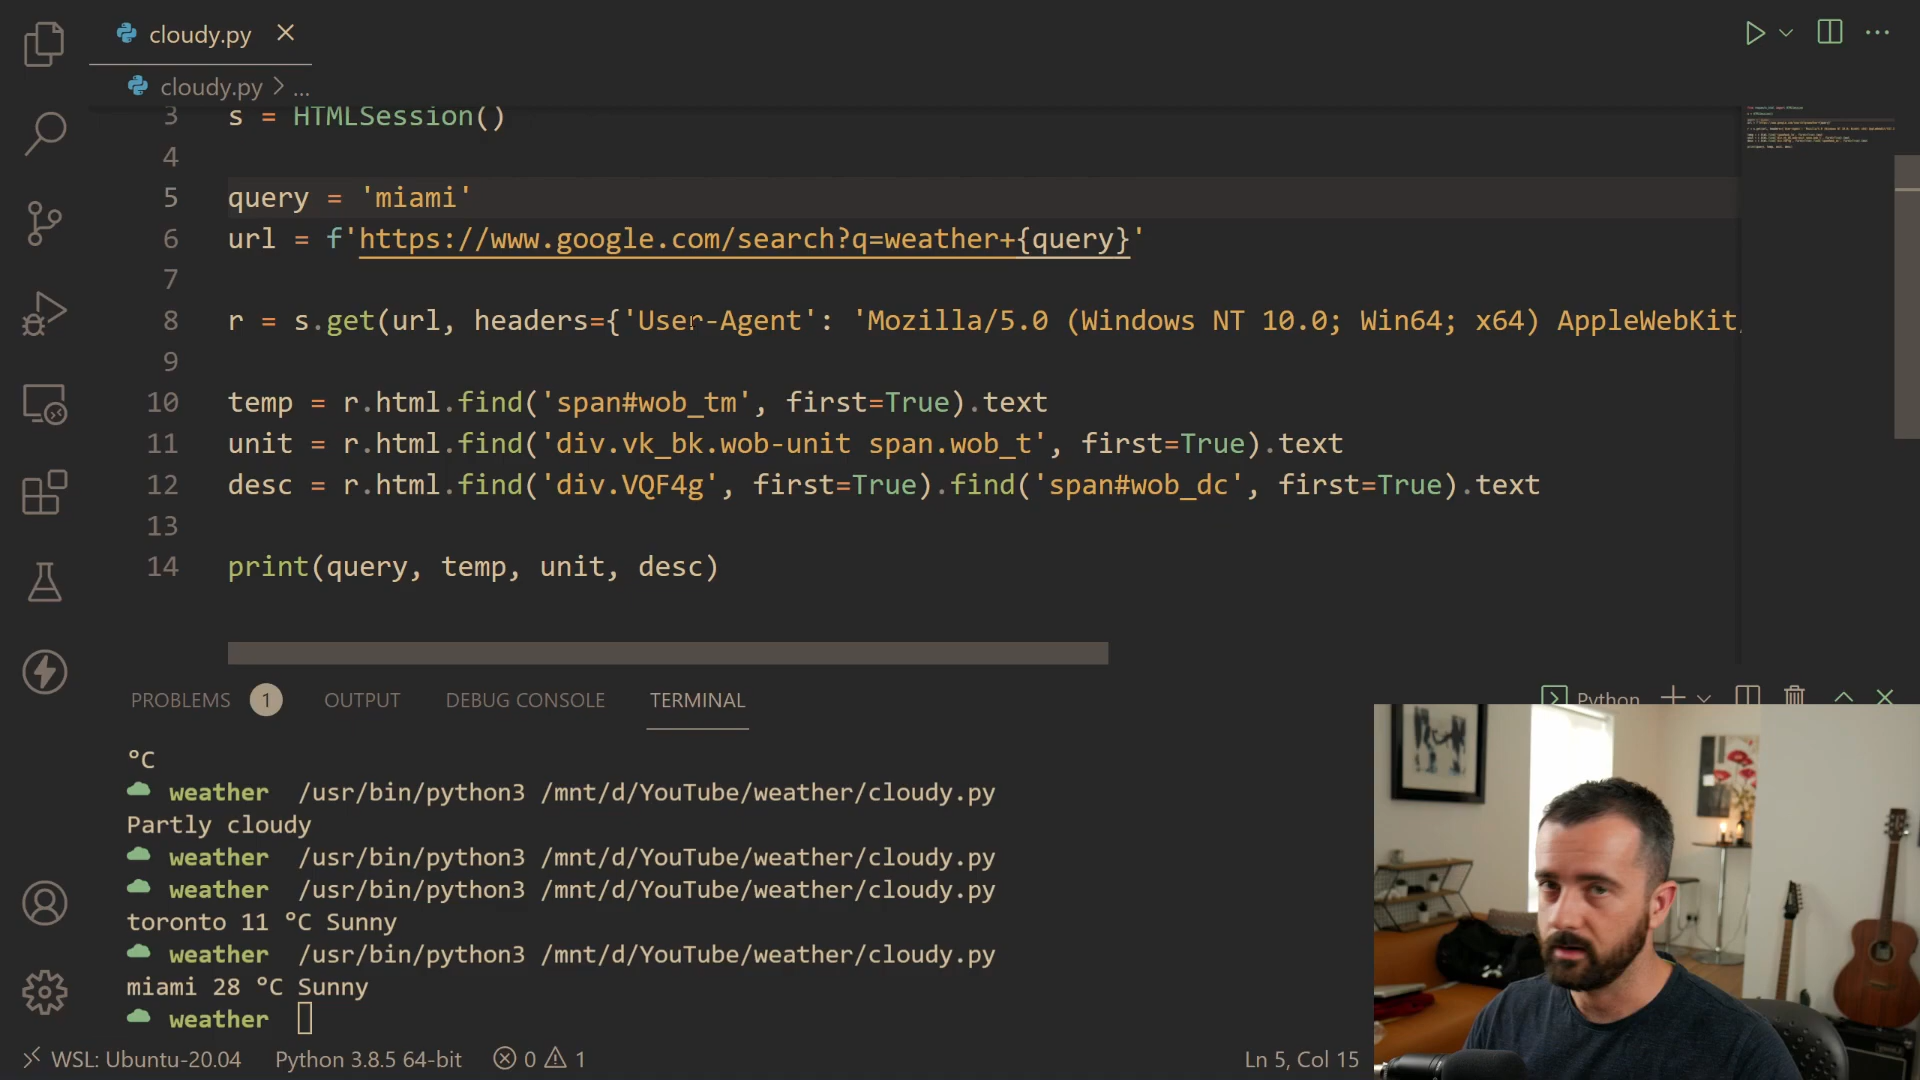 cloudy.py
cloudy.py > ...
3 s = HTMLSession()
4
5 query = 'miami'
6 url = f'https://www.google.com/search?q=weather+{query}'
7
8 r = s.get(url, headers={'User-Agent': 'Mozilla/5.0 (Windows NT 10.0; Win64; x64) AppleWebKit/
9
10 temp = r.html.find('span#wob_tm', first=True).text
11 unit = r.html.find('div.vk_bk.wob-unit span.wob_t', first=True).text
12 desc = r.html.find('div.VQF4g', first=True).find('span#wob_dc', first=True).text
13
14 print(query, temp, unit, desc)
PROBLEMS 1 OUTPUT DEBUG CONSOLE TERMINAL Python
°C
weather /usr/bin/python3 /mnt/d/YouTube/weather/cloudy.py
Partly cloudy
weather /usr/bin/python3 /mnt/d/YouTube/weather/cloudy.py
weather /usr/bin/python3 /mnt/d/YouTube/weather/cloudy.py
toronto 11 °C Sunny
weather /usr/bin/python3 /mnt/d/YouTube/weather/cloudy.py
miami 28 °C Sunny
weather
WSL: Ubuntu-20.04 Python 3.8.5 64-bit 0 1 Ln 5, Col 15